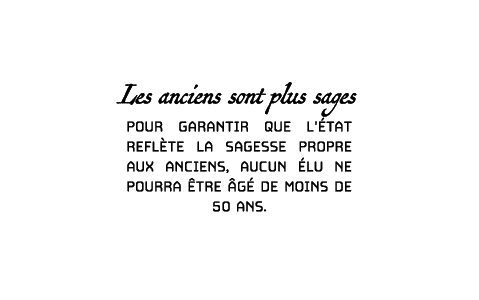 Les anciens sont plus sages
POUR GARANTIR QUE L'ÉTAT
REFLÈTE LA SAGESSE PROPRE
AUX ANCIENS, AUCUN ÉLU NE
POURRA ÊTRE ÂGÉ DE MOINS DE
50 ANS.